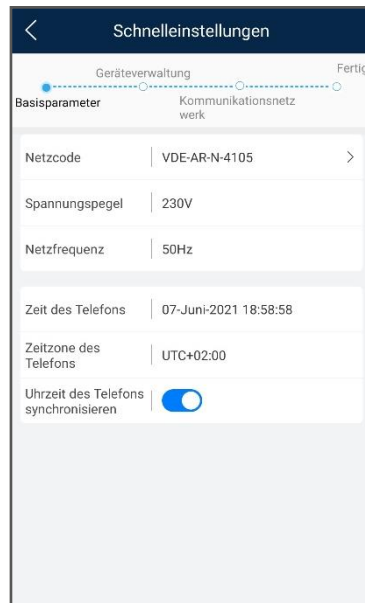 Schnelleinstellungen
Geräteverwaltung
Fertig
Basisparameter
Kommunikationsnetz
werk
Netzcode VDE-AR-N-4105
Spannungspegel 230V
Netzfrequenz 50Hz
Zeit des Telefons 07-Juni-2021 18:58:58
Zeitzone des
Telefons
UTC+02:00
Uhrzeit des Telefons
synchronisieren